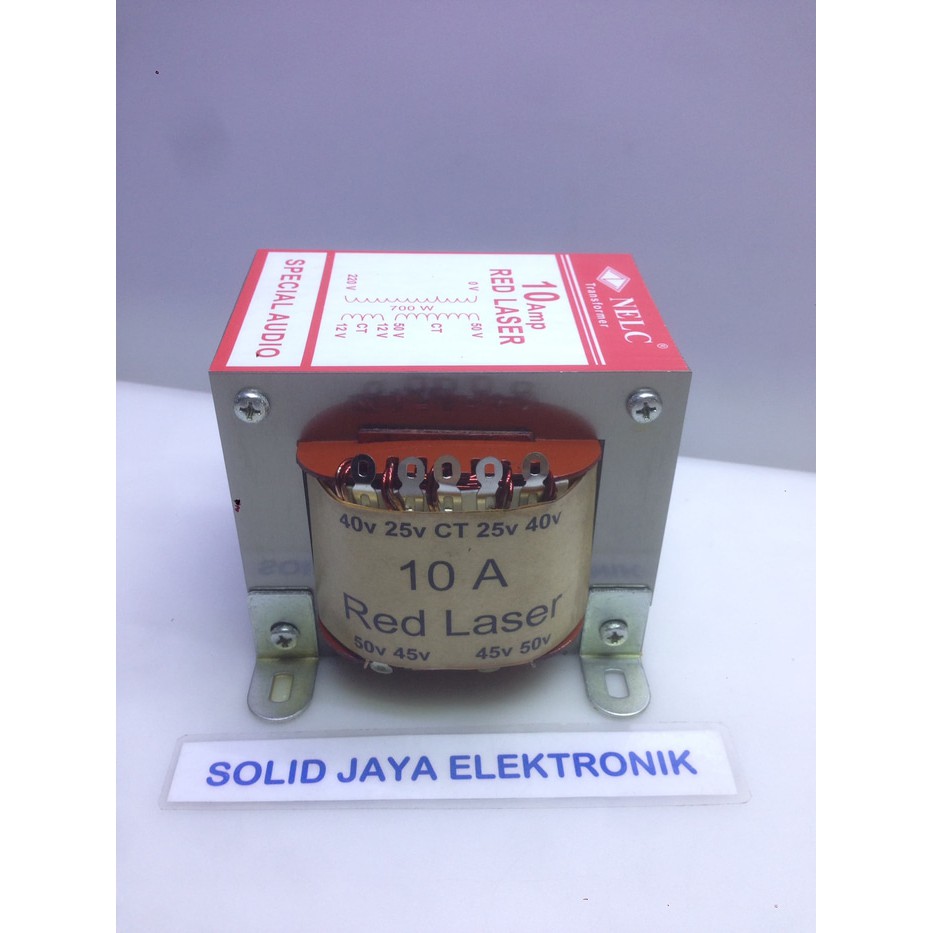 NELC ®
Transformer
10 Amp
RED LASER
0 V
220 V
700 W
50 V
CT
50 V
12 V
CT
12 V
SPECIAL AUDIO
40v 25v CT 25v 40v
10 A
Red Laser
50v 45v 45v 50v
SOLID JAYA ELEKTRONIK